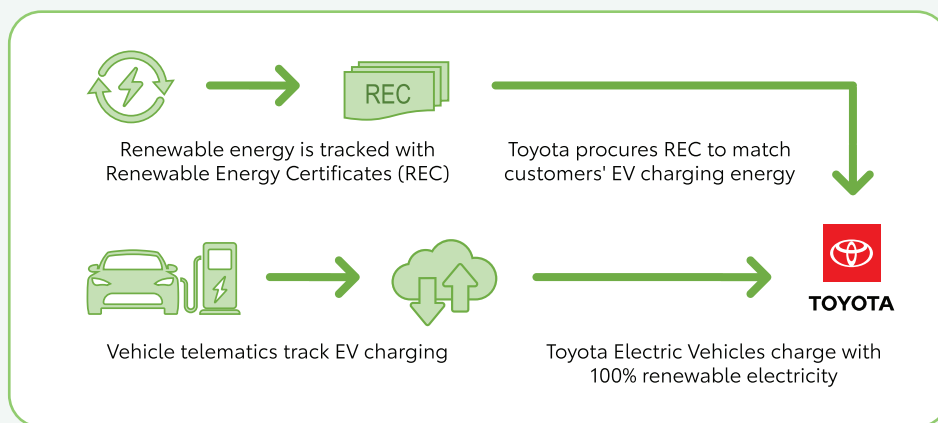 REC
Renewable energy is tracked with
Renewable Energy Certificates (REC)
Toyota procures REC to match
customers' EV charging energy
TOYOTA
Vehicle telematics track EV charging
Toyota Electric Vehicles charge with
100% renewable electricity